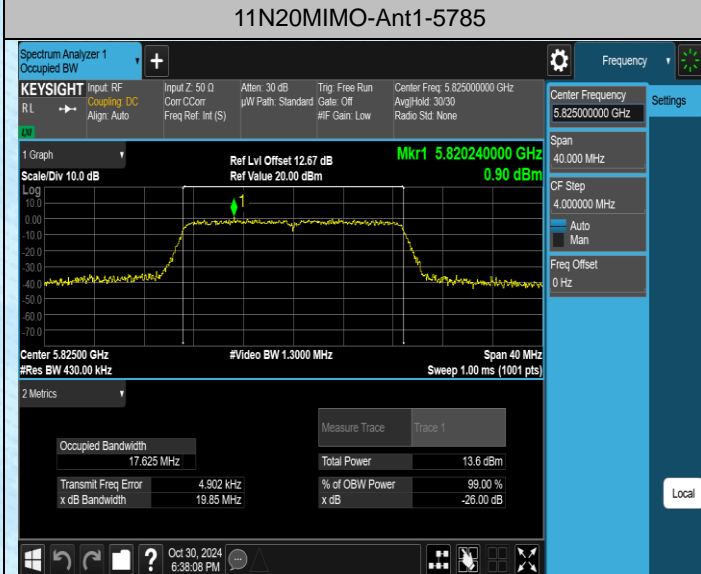 11N20MIMO-Ant1-5785
Spectrum Analyzer 1
Occupied BW
Frequency
KEYSIGHT
RL
Input: RF
Coupling: DC
Align: Auto
Input Z: 50 Ω
Corr CCorr
Freq Ref: Int (S)
Atten: 30 dB
µW Path: Standard
Trig: Free Run
Gate: Off
#IF Gain: Low
Center Freq: 5.825000000 GHz
Avg|Hold: 30/30
Radio Std: None
Center Frequency
5.825000000 GHz
Settings
Span
40.000 MHz
CF Step
4.000000 MHz
Auto
Man
Freq Offset
0 Hz
1 Graph
Ref Lvl Offset 12.67 dB
Mkr1 5.820240000 GHz
Scale/Div 10.0 dB
Ref Value 20.00 dBm
0.90 dBm
Log
10.0
0.00
-10.0
-20.0
-30.0
-40.0
-50.0
-60.0
-70.0
1
Center 5.82500 GHz
#Video BW 1.3000 MHz
Span 40 MHz
#Res BW 430.00 kHz
Sweep 1.00 ms (1001 pts)
2 Metrics
Measure Trace
Trace 1
Occupied Bandwidth
17.625 MHz
Total Power
13.6 dBm
Transmit Freq Error
4.902 kHz
% of OBW Power
99.00 %
x dB Bandwidth
19.85 MHz
x dB
-26.00 dB
Local
Oct 30, 2024
6:38:08 PM